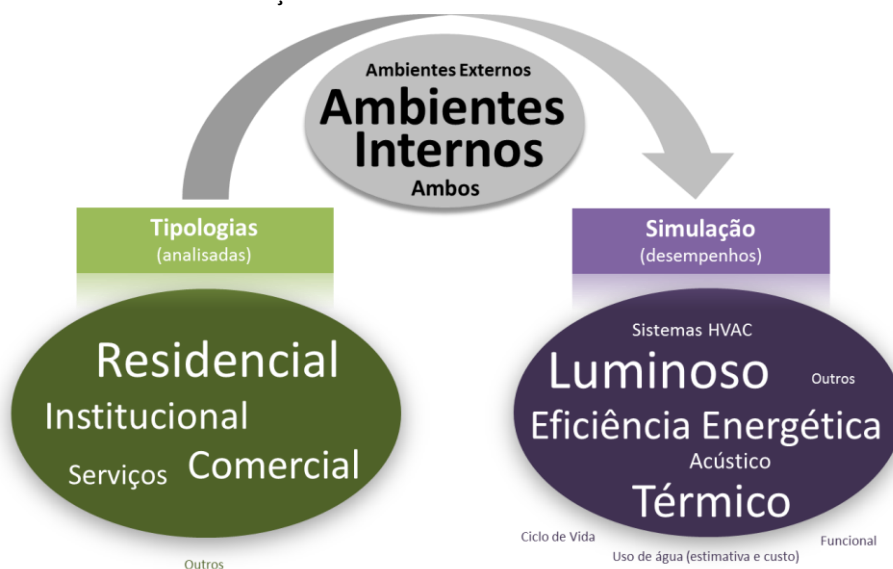 Ambientes Externos
Ambientes
Internos
Ambos
Tipologias
(analisadas)
Residencial
Institucional
Serviços
Comercial
Outros
Simulação
(desempenhos)
Sistemas HVAC
Luminoso
Outros
Eficiência Energética
Acústico
Térmico
Ciclo de Vida
Funcional
Uso de água (estimativa e custo)